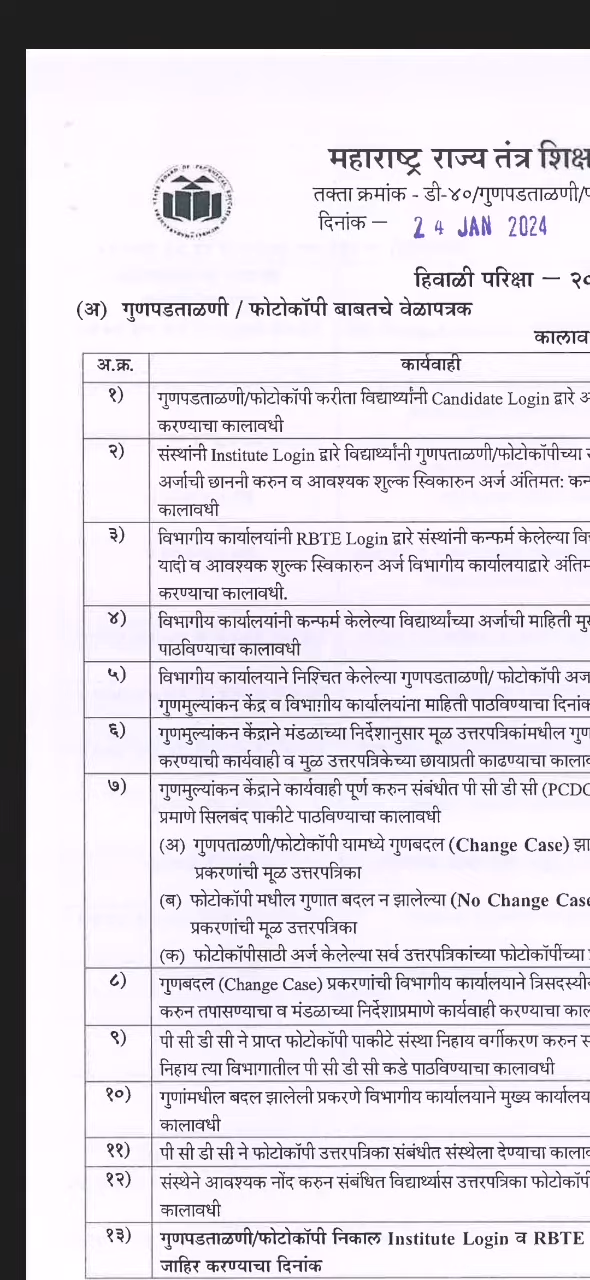 महाराष्ट्र राज्य तंत्र
तक्ता क्रमांक - डी-४०/गुणपडताळणी/
दिनांक –
24 JAN 2024
हिवाळी परिक्षा –
(अ) गुणपडताळणी / फोटोकॉपी बाबतचे वेळापत्रक
अ.क्र. कार्यवाही
१) गुणपडताळणी/फोटोकॉपी करीता विद्यार्थ्यांनी Candidate Login द्वारे
करण्याचा कालावधी
२) संस्थांनी Institute Login द्वारे विद्यार्थ्यांनी गुणपताळणी/फोटोकॉपीच्या
अर्जाची छाननी करुन व आवश्यक शुल्क स्विकारुन अर्ज अंतिमत:
कालावधी
३) विभागीय कार्यालयांनी RBTE Login द्वारे संस्थांनी कन्फर्म केलेल्या
यादी व आवश्यक शुल्क स्विकारुन अर्ज विभागीय कार्यालयाद्वारे
करण्याचा कालावधी.
४) विभागीय कार्यालयांनी कन्फर्म केलेल्या विद्यार्थ्यांच्या अर्जाची माहिती
पाठविण्याचा कालावधी
५) विभागीय कार्यालयाने निश्चित केलेल्या गुणपडताळणी/ फोटोकॉपी
गुणमुल्यांकन केंद्र व विभागीय कार्यालयांना माहिती पाठविण्याचा
६) गुणमुल्यांकन केंद्राने मंडळाच्या निर्देशानुसार मूळ उत्तरपत्रिकांमधील
करण्याची कार्यवाही व मुळ उत्तरपत्रिकेच्या छायाप्रती काढण्याचा
७) गुणमुल्यांकन केंद्राने कार्यवाही पूर्ण करुन संबंधीत पी सी डी सी (PCDC
प्रमाणे सिलबंद पाकीटे पाठविण्याचा कालावधी
(अ) गुणपताळणी/फोटोकॉपी यामध्ये गुणबदल (Change Case)
प्रकरणांची मूळ उत्तरपत्रिका
(ब) फोटोकॉपी मधील गुणात बदल न झालेल्या (No Change Case
प्रकरणांची मूळ उत्तरपत्रिका
(क) फोटोकॉपीसाठी अर्ज केलेल्या सर्व उत्तरपत्रिकांच्या फोटोकॉपींच्या
८) गुणबदल (Change Case) प्रकरणांची विभागीय कार्यालयाने
करुन तपासण्याचा व मंडळाच्या निर्देशाप्रमाणे कार्यवाही करण्याचा
९) पी सी डी सी ने प्राप्त फोटोकॉपी पाकीटे संस्था निहाय वर्गीकरण करुन
निहाय त्या विभागातील पी सी डी सी कडे पाठविण्याचा कालावधी
१०) गुणांमधील बदल झालेली प्रकरणे विभागीय कार्यालयाने मुख्य
कालावधी
११) पी सी डी सी ने फोटोकॉपी उत्तरपत्रिका संबंधीत संस्थेला देण्याचा
१२) संस्थेने आवश्यक नोंद करुन संबंधित विद्यार्थ्यास उत्तरपत्रिका
कालावधी
१३) गुणपडताळणी/फोटोकॉपी निकाल Institute Login व RBTE
जाहिर करण्याचा दिनांक